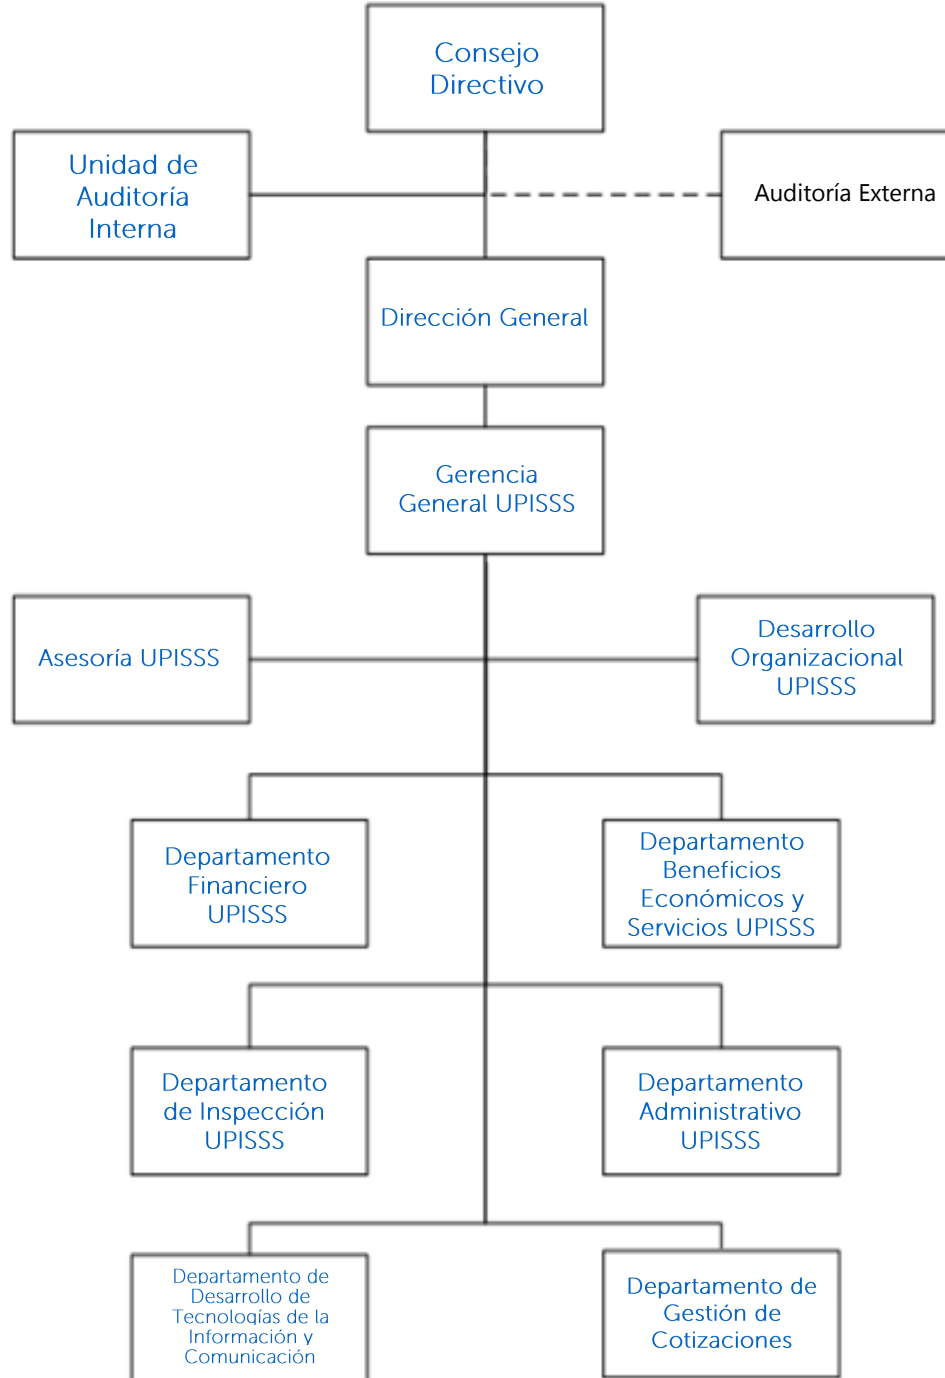 Consejo
Directivo
Unidad de
Auditoría
Interna
Auditoría Externa
Dirección General
Gerencia
General UPISSS
Asesoría UPISSS
Desarrollo
Organizacional
UPISSS
Departamento
Financiero
UPISSS
Departamento
Beneficios
Económicos y
Servicios UPISSS
Departamento
de Inspección
UPISSS
Departamento
Administrativo
UPISSS
Departamento de
Desarrollo de
Tecnologías de la
Información y
Comunicación
Departamento de
Gestión de
Cotizaciones